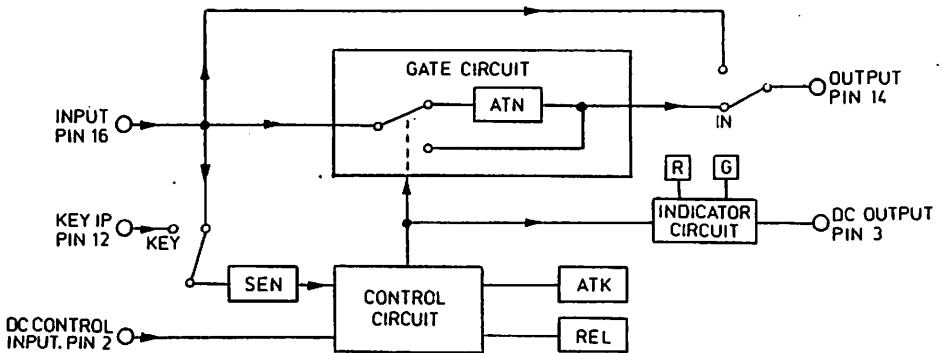 GATE CIRCUIT
ATN
INPUT
PIN 16
OUTPUT
PIN 14
IN
R
G
KEY IP
PIN 12
KEY
INDICATOR
CIRCUIT
DC OUTPUT
PIN 3
SEN
CONTROL
CIRCUIT
ATK
REL
DC CONTROL
INPUT. PIN 2